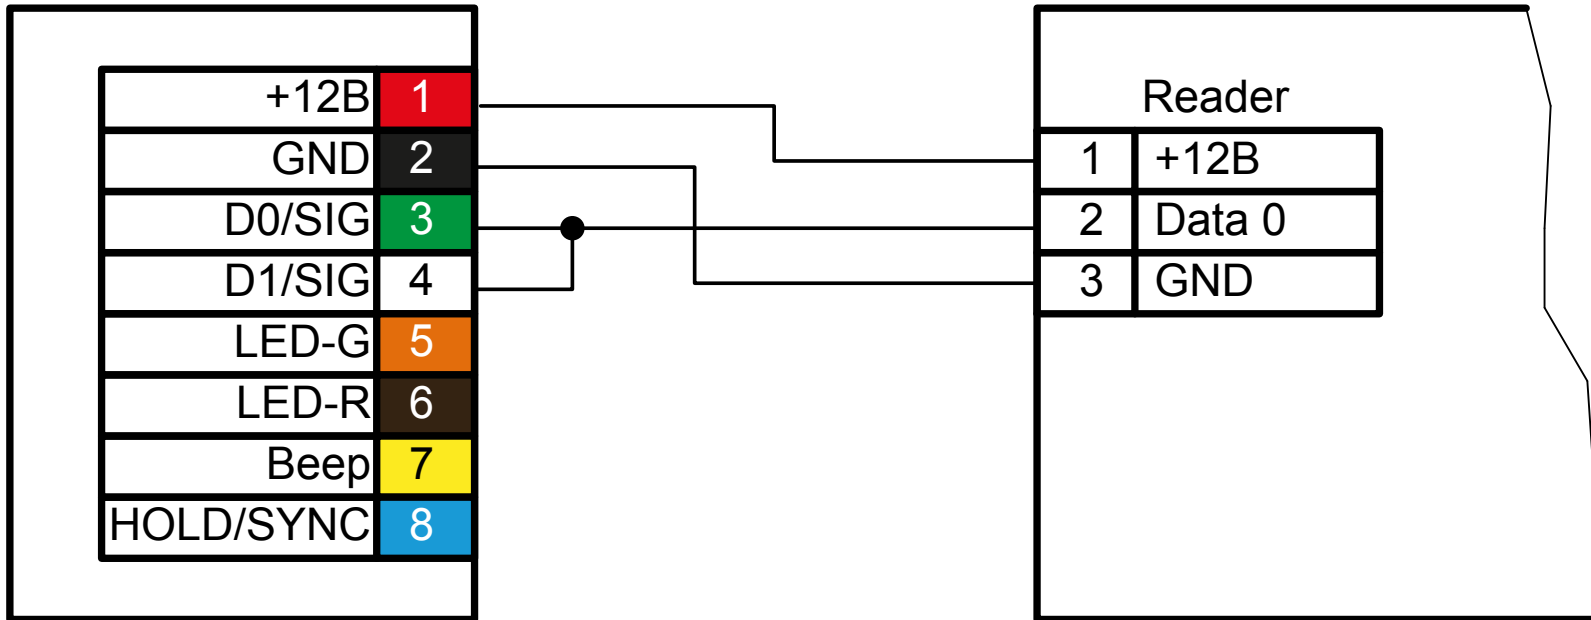 +12B 1
GND 2
D0/SIG 3
D1/SIG 4
LED-G 5
LED-R 6
Beep 7
HOLD/SYNC 8
Reader
1 +12B
2 Data 0
3 GND